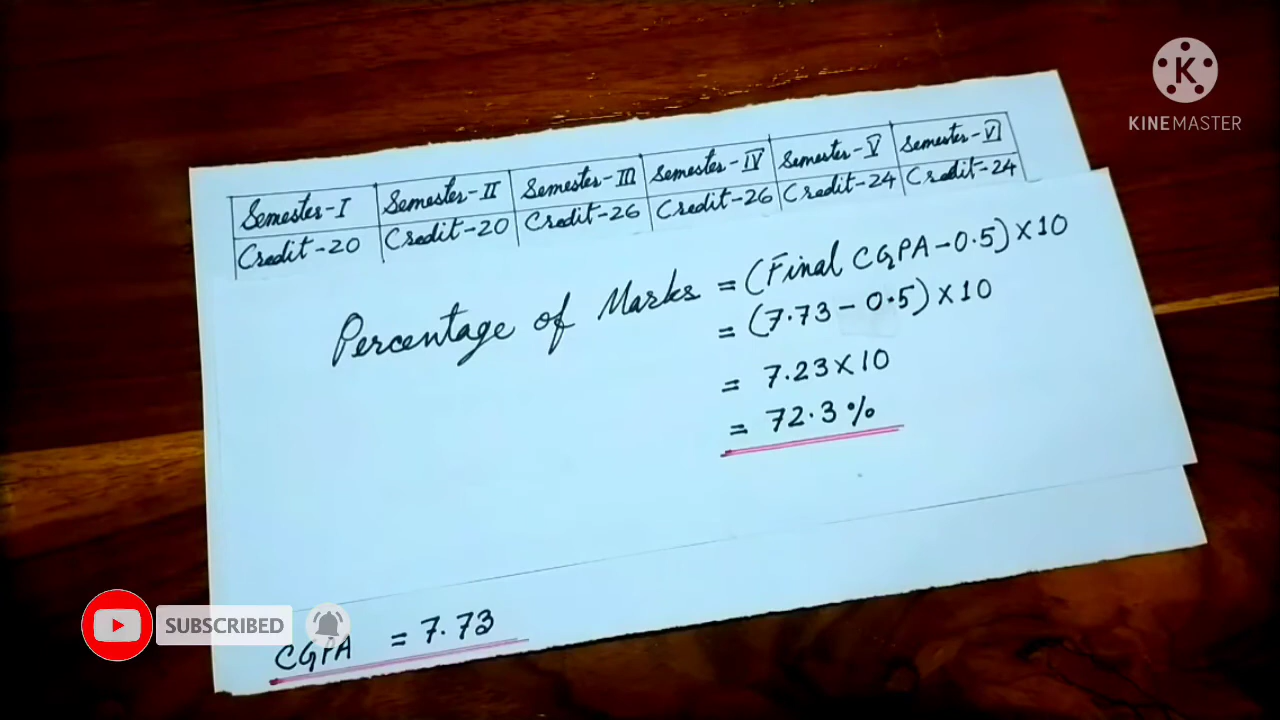 KINEMASTER
Semester-I Semester-II Semester-III Semester-IV Semester-V Semester-VI
Credit-20 Credit-20 Credit-26 Credit-26 Credit-24 Credit-24
Percentage of Marks = (Final CGPA-0.5)×10
= (7.73-0.5)×10
= 7.23×10
= 72.3%
SUBSCRIBED
CGPA = 7.73